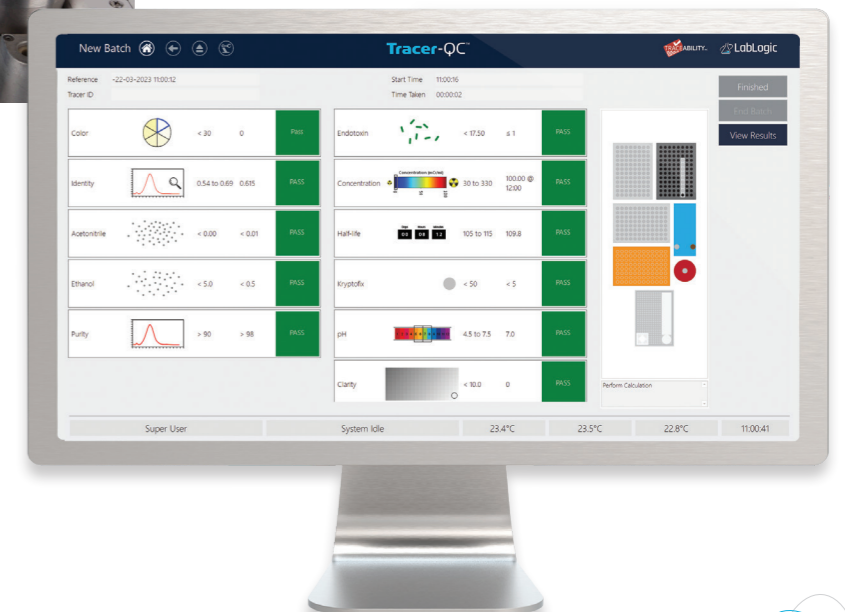 New Batch
Tracer-QC™
TRACEABILITY™
LabLogic
Reference -22-03-2023 11:00:12
Tracer ID
Start Time 11:00:16
Time Taken 00:00:02
Finished
View Results
Color < 30 0 Pass
Identity 0.54 to 0.69 0.615 PASS
Acetonitrile < 0.00 < 0.01 PASS
Ethanol < 5.0 < 0.5 PASS
Purity > 90 > 98 PASS
Endotoxin < 17.50 ≤ 1 PASS
Concentration 30 to 330 100.00 @ 12:00 PASS
Half-life 105 to 115 109.8 PASS
Kryptofix < 50 < 5 PASS
pH 4.5 to 7.5 7.0 PASS
Clarity < 10.0 0 PASS
Perform Calculation
Super User
System Idle
23.4°C
23.5°C
22.8°C
11:00:41